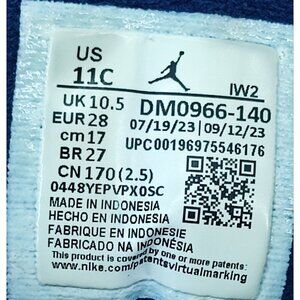 US
11C
IW2
UK 10.5
EUR 28
cm 17
BR 27
CN 170 (2.5)
0448YEPVPX0SC
DM0966-140
07/19/23 | 09/12/23
UPC00196975546176
MADE IN INDONESIA
HECHO EN INDONESIA
FABRIQUE EN INDONESIE
FABRICADO NA INDONÉSIA
This product is covered by one or more patents. See
www.nike.com/patentsvirtualmarking